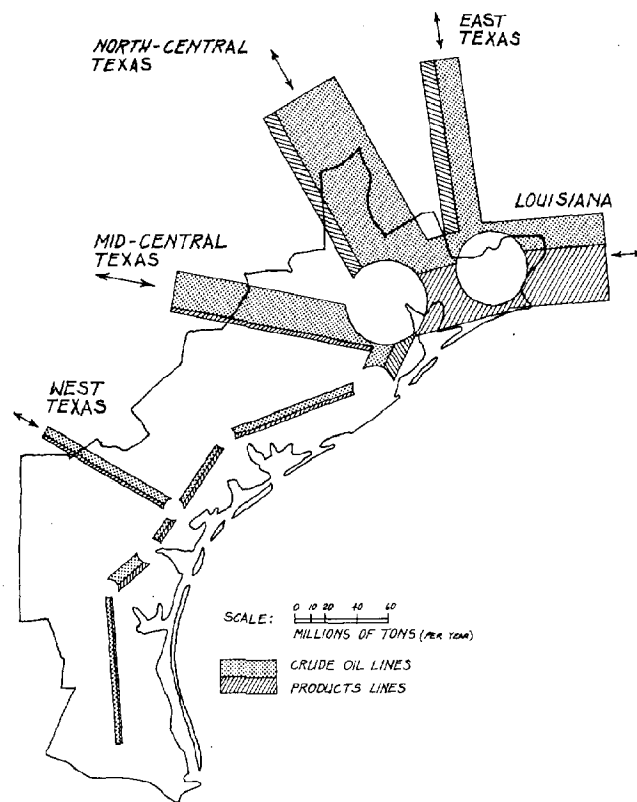 EAST
TEXAS
NORTH-CENTRAL
TEXAS
LOUISIANA
MID-CENTRAL
TEXAS
WEST
TEXAS
SCALE: 0 10 20 40 60
MILLIONS OF TONS (PER YEAR)
CRUDE OIL LINES
PRODUCTS LINES